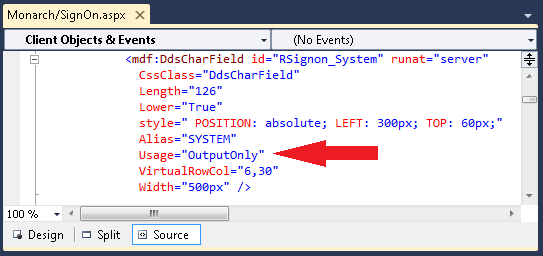 Monarch/SignOn.aspx
Client Objects & Events
(No Events)
<mdf:DdsCharField id="RSignon_System" runat="server"
CssClass="DdsCharField"
Length="126"
Lower="True"
style=" POSITION: absolute; LEFT: 300px; TOP: 60px;"
Alias="SYSTEM"
Usage="OutputOnly"
VirtualRowCol="6,30"
Width="500px" />
100 %
Design
Split
Source